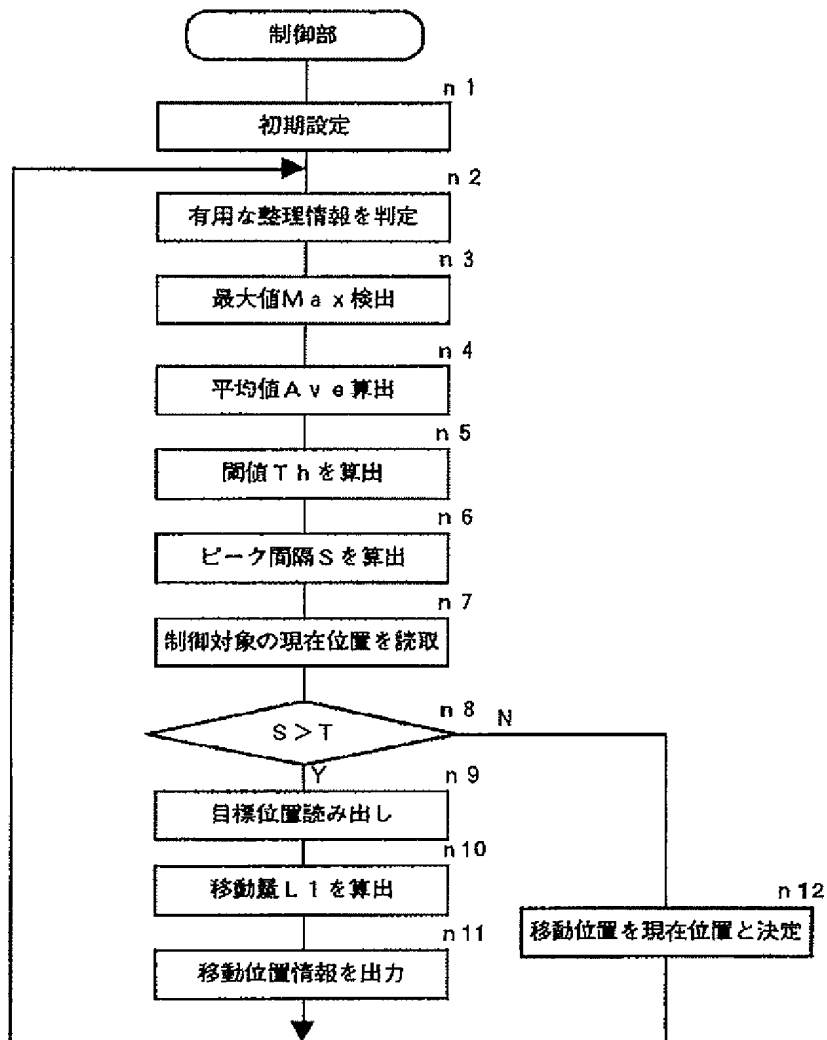 制御部
n 1
初期設定
n 2
有用な整理情報を判定
n 3
最大値Ｍａｘ検出
n 4
平均値Ａｖｅ算出
n 5
閾値Ｔｈを算出
n 6
ピーク間隔Ｓを算出
n 7
制御対象の現在位置を読取
n 8
Ｓ＞Ｔ
N
Y
n 9
目標位置読み出し
n10
移動量Ｌ１を算出
n12
移動位置を現在位置と決定
n11
移動位置情報を出力